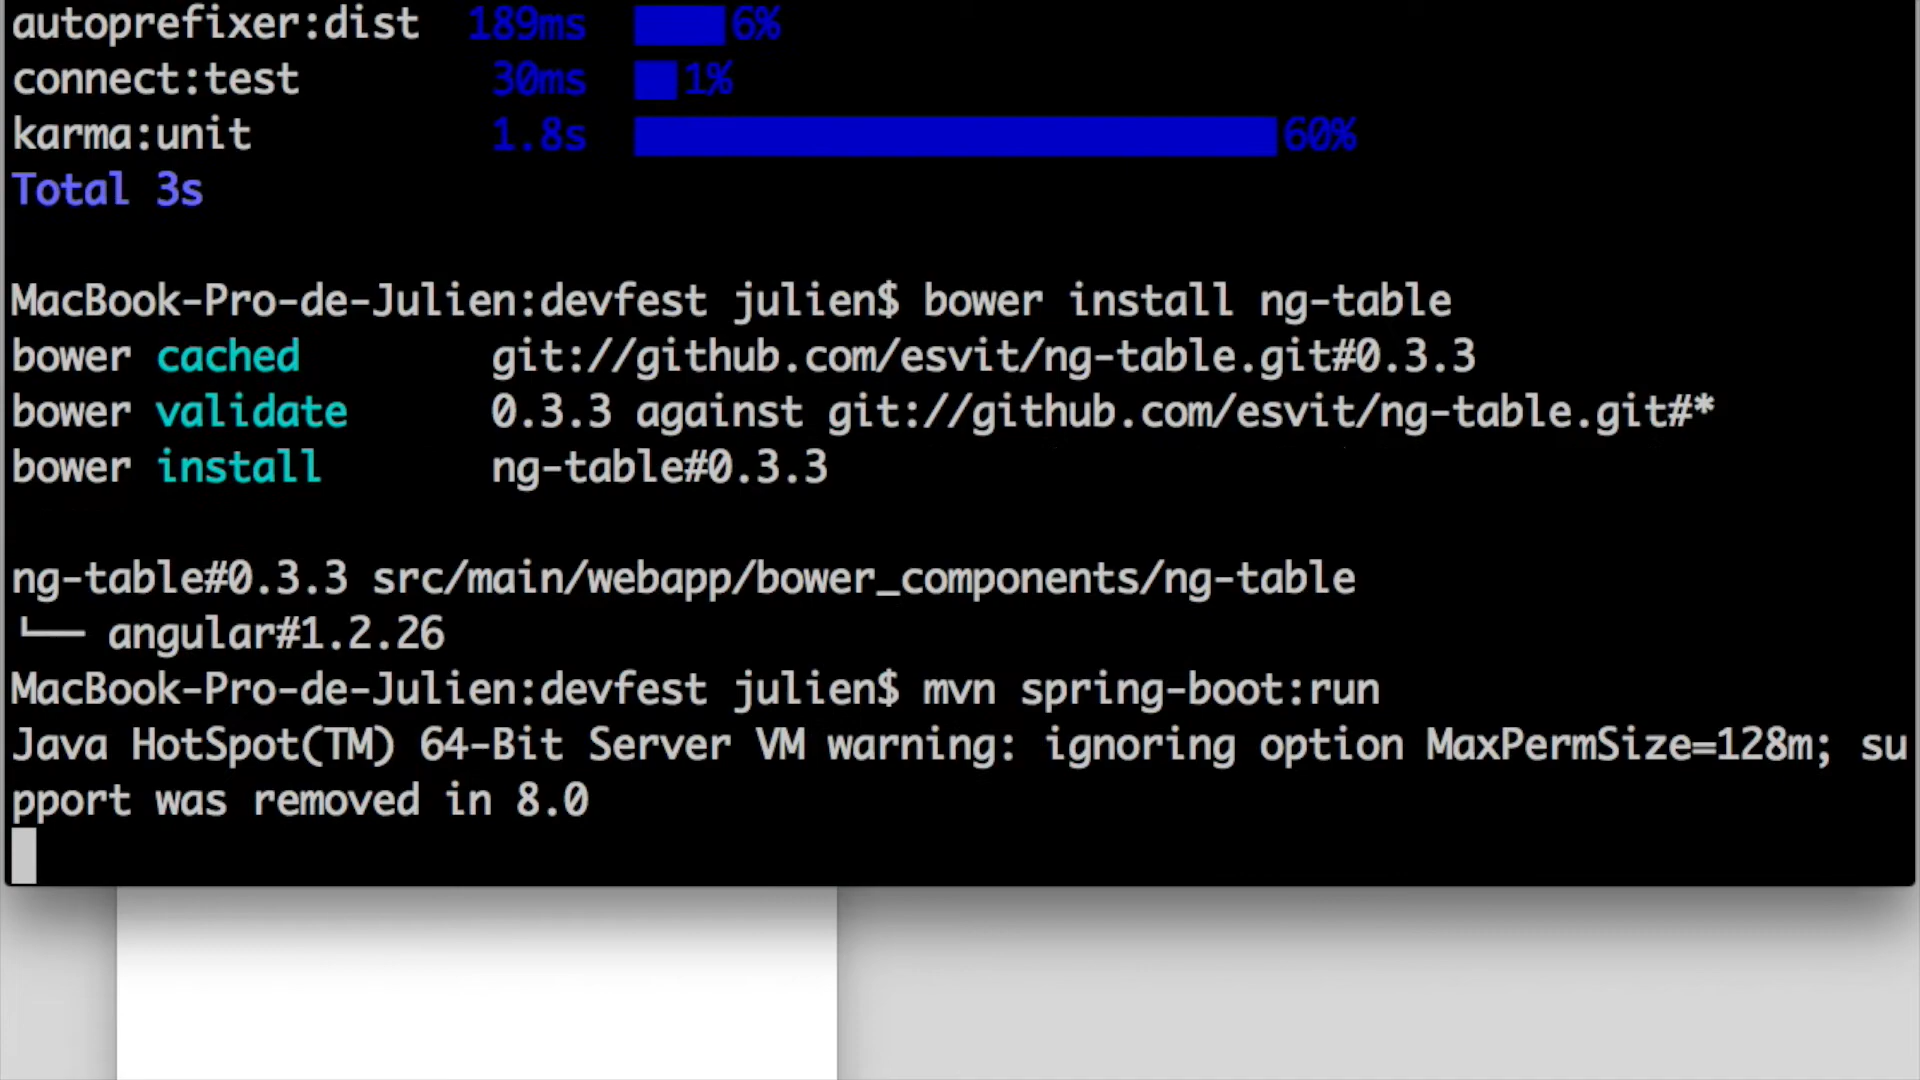 autoprefixer:dist 189ms 6%
connect:test 30ms 1%
karma:unit 1.8s 60%
Total 3s
MacBook-Pro-de-Julien:devfest julien$ bower install ng-table
bower cached git://github.com/esvit/ng-table.git#0.3.3
bower validate 0.3.3 against git://github.com/esvit/ng-table.git#*
bower install ng-table#0.3.3
ng-table#0.3.3 src/main/webapp/bower_components/ng-table
└── angular#1.2.26
MacBook-Pro-de-Julien:devfest julien$ mvn spring-boot:run
Java HotSpot(TM) 64-Bit Server VM warning: ignoring option MaxPermSize=128m; su
pport was removed in 8.0